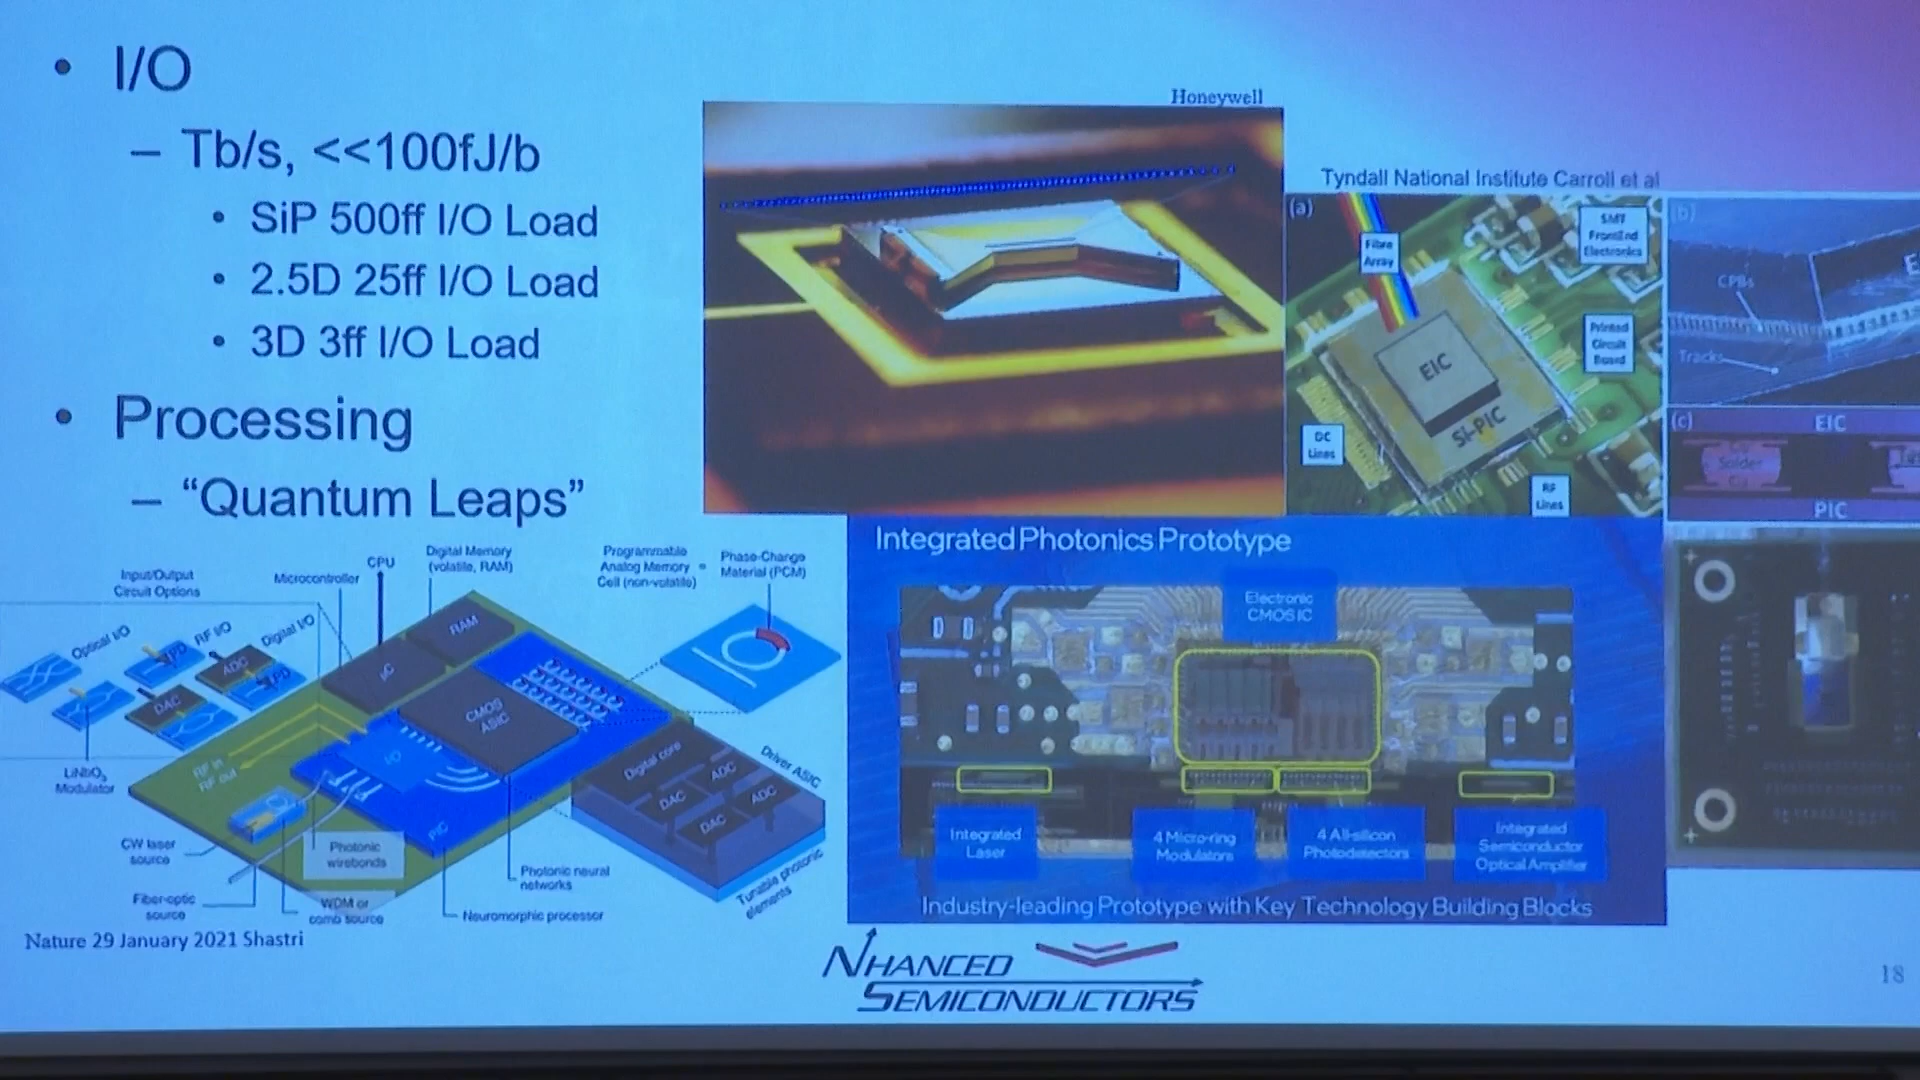 • I/O
– Tb/s, <<100fJ/b
• SiP 500ff I/O Load
• 2.5D 25ff I/O Load
• 3D 3ff I/O Load
• Processing
– “Quantum Leaps”
Honeywell
Tyndall National Institute Carroll et al
(a)
Fibre
Array
SMT
FrontEnd
Electronics
Printed
Circuit
Board
EIC
Si-PIC
DC
Lines
RF
Lines
(b)
CPBs
Tracks
(c)
EIC
Solder
Cu
PIC
Input/Output
Circuit Options
Microcontroller
CPU
Digital Memory
(volatile, RAM)
Programmable
Analog Memory =
Cell (non-volatile)
Phase-Change
Material (PCM)
Optical I/O
RF I/O
Digital I/O
PD
ADC
PD
DAC
LiNbO3
Modulator
RAM
µC
CMOS
ASIC
I/O
RF in
RF out
PIC
Digital core
ADC
DAC
ADC
DAC
Driver ASIC
Tunable photonic
elements
CW laser
source
Photonic
wirebonds
Fiber-optic
source
WDM or
comb source
Photonic neural
networks
Neuromorphic processor
Nature 29 January 2021 Shastri
Integrated Photonics Prototype
Electronic
CMOS IC
Integrated
Laser
4 Micro-ring
Modulators
4 All-silicon
Photodetectors
Integrated
Semiconductor
Optical Amplifier
Industry-leading Prototype with Key Technology Building Blocks
NHANCED
SEMICONDUCTORS
18